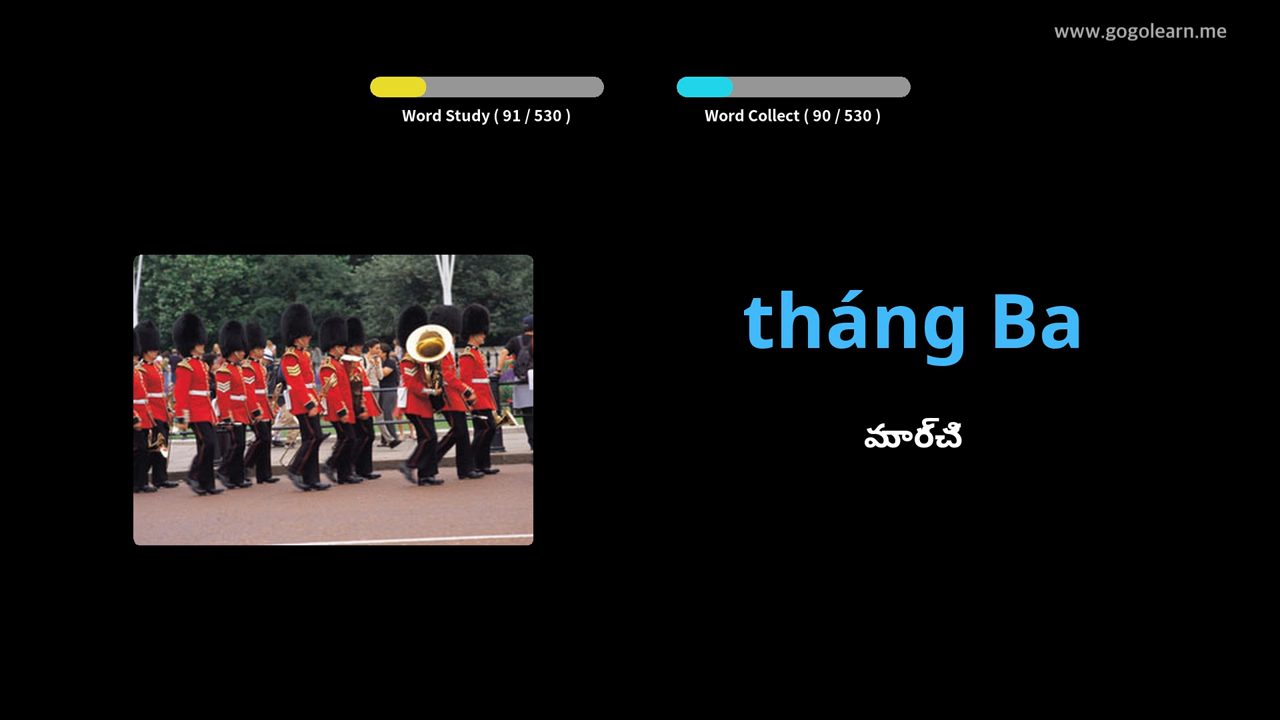 www.gogolearn.me
Word Study ( 91 / 530 )
Word Collect ( 90 / 530 )
tháng Ba
మార్చి